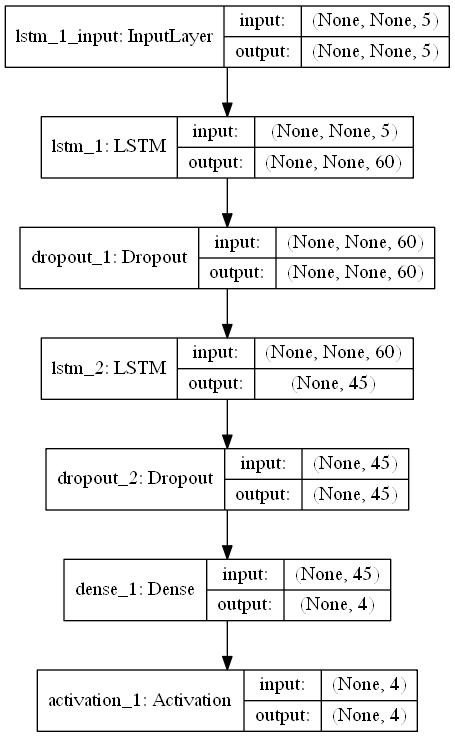 lstm_1_input: InputLayer
input: (None, None, 5)
output: (None, None, 5)
lstm_1: LSTM
input: (None, None, 5)
output: (None, None, 60)
dropout_1: Dropout
input: (None, None, 60)
output: (None, None, 60)
lstm_2: LSTM
input: (None, None, 60)
output: (None, 45)
dropout_2: Dropout
input: (None, 45)
output: (None, 45)
dense_1: Dense
input: (None, 45)
output: (None, 4)
activation_1: Activation
input: (None, 4)
output: (None, 4)